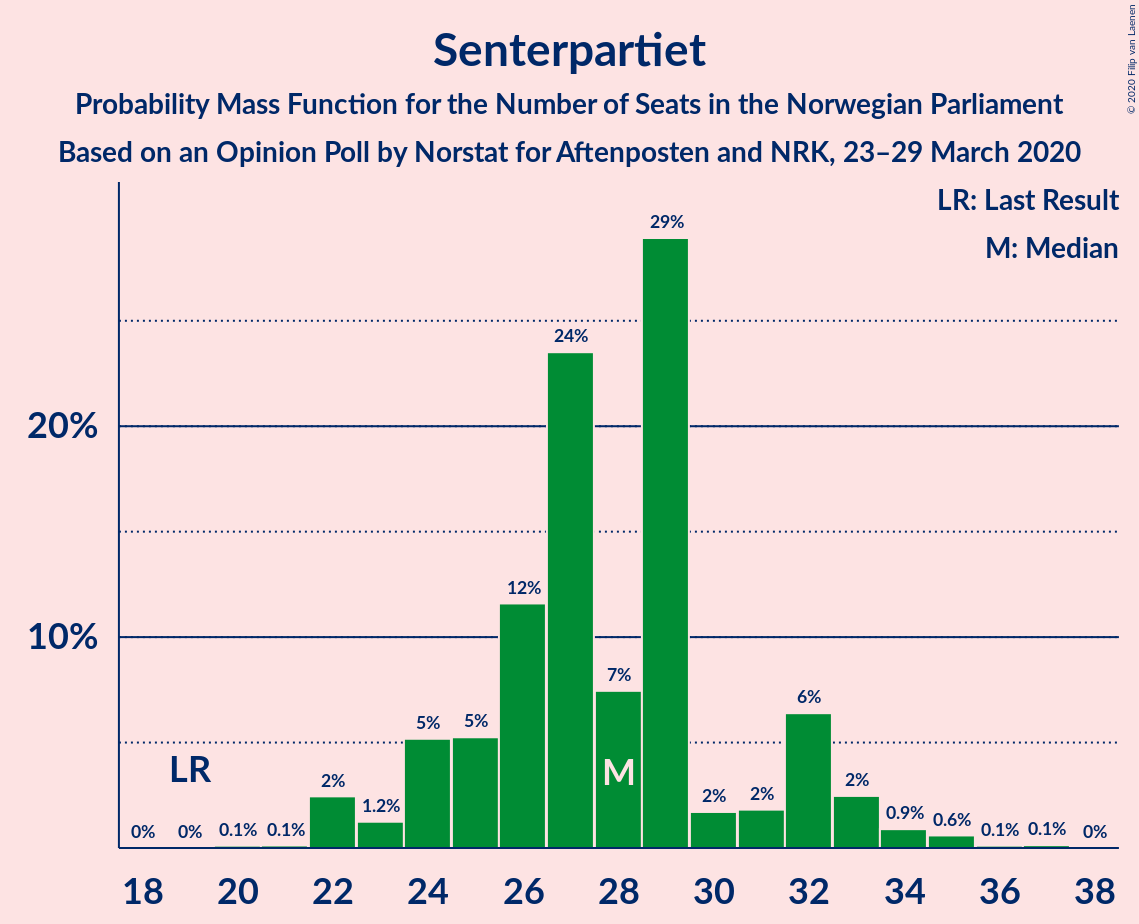 Senterpartiet
Probability Mass Function for the Number of Seats in the Norwegian Parliament
Based on an Opinion Poll by Norstat for Aftenposten and NRK, 23–29 March 2020
© 2020 Filip van Laenen
LR: Last Result
M: Median
20%
10%
0% 0% 0.1% 0.1% 2% 1.2% 5% 5% 12% 24% 7% 29% 2% 2% 6% 2% 0.9% 0.6% 0.1% 0.1% 0%
LR
M
18 20 22 24 26 28 30 32 34 36 38